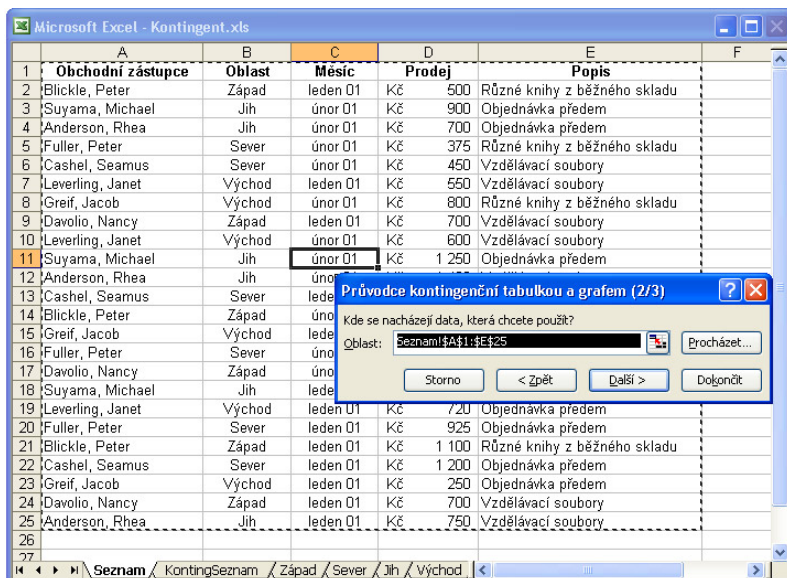 Microsoft Excel - Kontingent.xls
A B C D E F
1 Obchodní zástupce Oblast Měsíc Prodej Popis
2 Blickle, Peter Západ leden 01 Kč 500 Různé knihy z běžného skladu
3 Suyama, Michael Jih únor 01 Kč 900 Objednávka předem
4 Anderson, Rhea Jih únor 01 Kč 700 Objednávka předem
5 Fuller, Peter Sever únor 01 Kč 375 Různé knihy z běžného skladu
6 Cashel, Seamus Sever únor 01 Kč 450 Vzdělávací soubory
7 Leverling, Janet Východ leden 01 Kč 550 Vzdělávací soubory
8 Greif, Jacob Východ únor 01 Kč 800 Různé knihy z běžného skladu
9 Davolio, Nancy Západ leden 01 Kč 700 Vzdělávací soubory
10 Leverling, Janet Východ únor 01 Kč 600 Vzdělávací soubory
11 Suyama, Michael Jih únor 01 Kč 1 250 Objednávka předem
12 Anderson, Rhea Jih
13 Cashel, Seamus Sever lede
14 Blickle, Peter Západ úno
15 Greif, Jacob Východ lede
16 Fuller, Peter Sever úno
17 Davolio, Nancy Západ úno
18 Suyama, Michael Jih lede
Průvodce kontingenční tabulkou a grafem (2/3)
Kde se nacházejí data, která chcete použít?
Oblast: Seznam!$A$1:$E$25 Procházet...
Storno < Zpět Další > Dokončit
19 Leverling, Janet Východ leden 01 Kč 720 Objednávka předem
20 Fuller, Peter Sever leden 01 Kč 925 Objednávka předem
21 Blickle, Peter Západ leden 01 Kč 1 100 Různé knihy z běžného skladu
22 Cashel, Seamus Sever leden 01 Kč 1 200 Objednávka předem
23 Greif, Jacob Východ leden 01 Kč 250 Objednávka předem
24 Davolio, Nancy Západ leden 01 Kč 700 Vzdělávací soubory
25 Anderson, Rhea Jih leden 01 Kč 750 Vzdělávací soubory
26
27
Seznam KontingSeznam Západ Sever Jih Východ